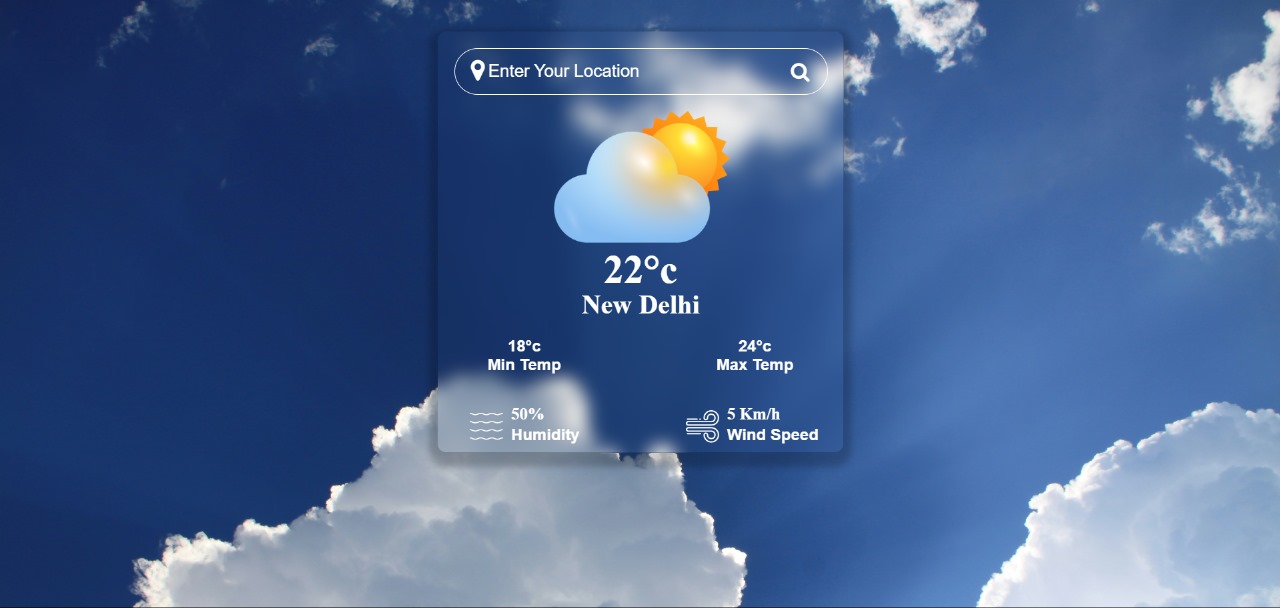 Enter Your Location
22°c
New Delhi
18°c
Min Temp
24°c
Max Temp
50%
Humidity
5 Km/h
Wind Speed